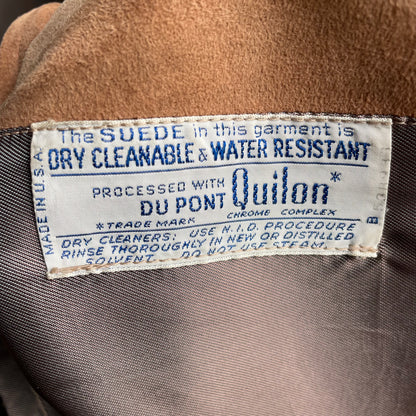 The SUEDE in this garment is
DRY CLEANABLE & WATER RESISTANT
PROCESSED WITH Quilon*
DU PONT
*TRADE MARK CHROME COMPLEX
DRY CLEANERS: USE N.I.D. PROCEDURE
RINSE THOROUGHLY IN NEW OR DISTILLED
SOLVENT. DO NOT USE STEAM.
MADE IN U.S.A.
B